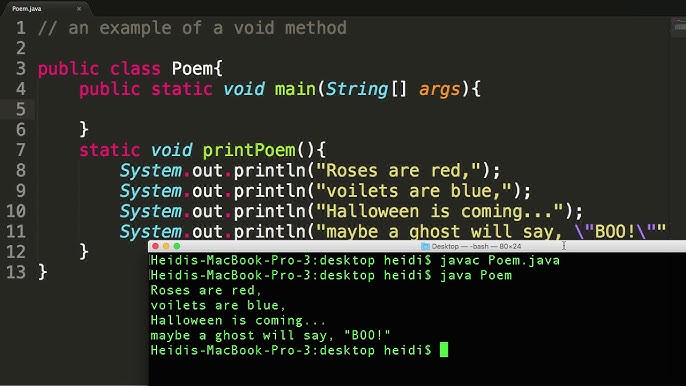 Poem.java
1 // an example of a void method
2
3 public class Poem{
4 public static void main(String[] args){
5
6 }
7 static void printPoem(){
8 System.out.println("Roses are red,");
9 System.out.println("voilets are blue,");
10 System.out.println("Halloween is coming...");
11 System.out.println("maybe a ghost will say, \"BOO!\""
12 }
13 }
Desktop — -bash — 80×24
Heidis-MacBook-Pro-3:desktop heidi$ javac Poem.java
Heidis-MacBook-Pro-3:desktop heidi$ java Poem
Roses are red,
voilets are blue,
Halloween is coming...
maybe a ghost will say, "BOO!"
Heidis-MacBook-Pro-3:desktop heidi$